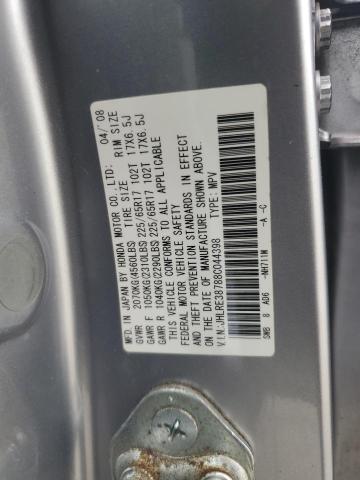 MFD. IN JAPAN BY HONDA MOTOR CO., LTD. 04/'08
TIRE SIZE RIM SIZE
GVWR 2070KG(4560LBS)
GAWR F 1050KG(2310LBS) 225/65R17 102T 17X6.5J
GAWR R 1040KG(2290LBS) 225/65R17 102T 17X6.5J
THIS VEHICLE CONFORMS TO ALL APPLICABLE
FEDERAL MOTOR VEHICLE SAFETY
AND THEFT PREVENTION STANDARDS IN EFFECT
ON THE DATE OF MANUFACTURE SHOWN ABOVE.
V.I.N:JHLRE38788C044398 TYPE: MPV
SWB 8 A06 -NH711M -A -C